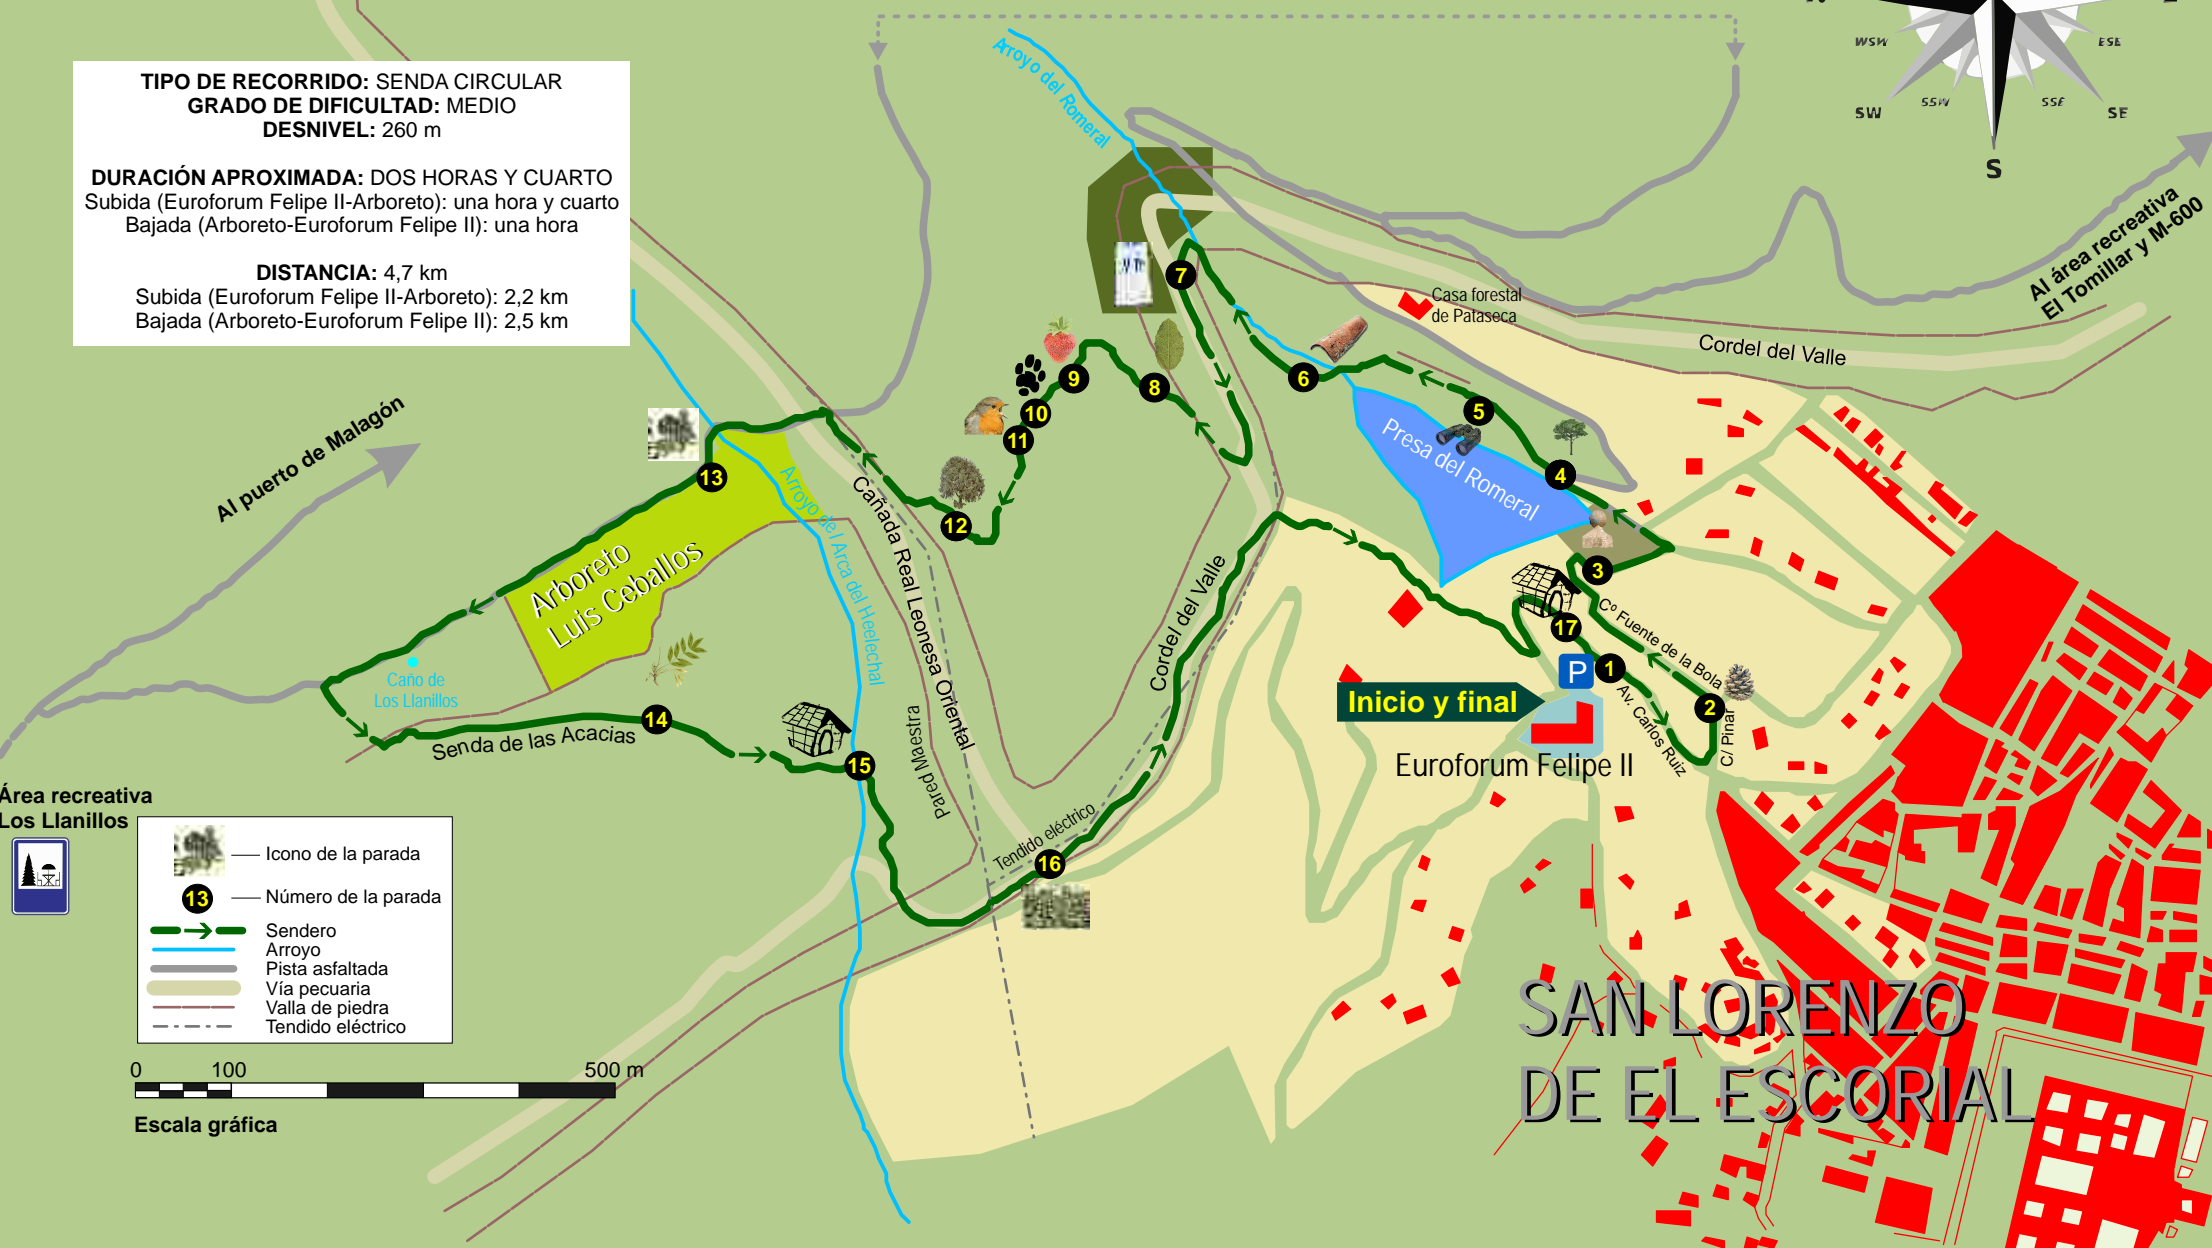 WSW
ESE
SW
SSW
SSE
SE
S
TIPO DE RECORRIDO: SENDA CIRCULAR
GRADO DE DIFICULTAD: MEDIO
DESNIVEL: 260 m
DURACIÓN APROXIMADA: DOS HORAS Y CUARTO
Subida (Euroforum Felipe II-Arboreto): una hora y cuarto
Bajada (Arboreto-Euroforum Felipe II): una hora
DISTANCIA: 4,7 km
Subida (Euroforum Felipe II-Arboreto): 2,2 km
Bajada (Arboreto-Euroforum Felipe II): 2,5 km
Arroyo del Romeral
Al área recreativa
El Tomillar y M-600
Casa forestal
de Pataseca
Cordel del Valle
7
6
5
4
8
9
10
11
12
13
Presa del Romeral
Al puerto de Malagón
Arboreto
Luis Ceballos
Arroyo del Arca del Heelechal
Cañada Real Leonesa Oriental
Pared Maestra
Cordel del Valle
3
17
1
2
Cº Fuente de la Bola
Av. Carlos Ruiz
C/ Pinar
P
Inicio y final
Euroforum Felipe II
Caño de
Los Llanillos
14
Senda de las Acacias
15
Tendido eléctrico
16
Área recreativa
Los Llanillos
Icono de la parada
13
Número de la parada
Sendero
Arroyo
Pista asfaltada
Vía pecuaria
Valla de piedra
Tendido eléctrico
0 100 500 m
Escala gráfica
SAN LORENZO
DE EL ESCORIAL